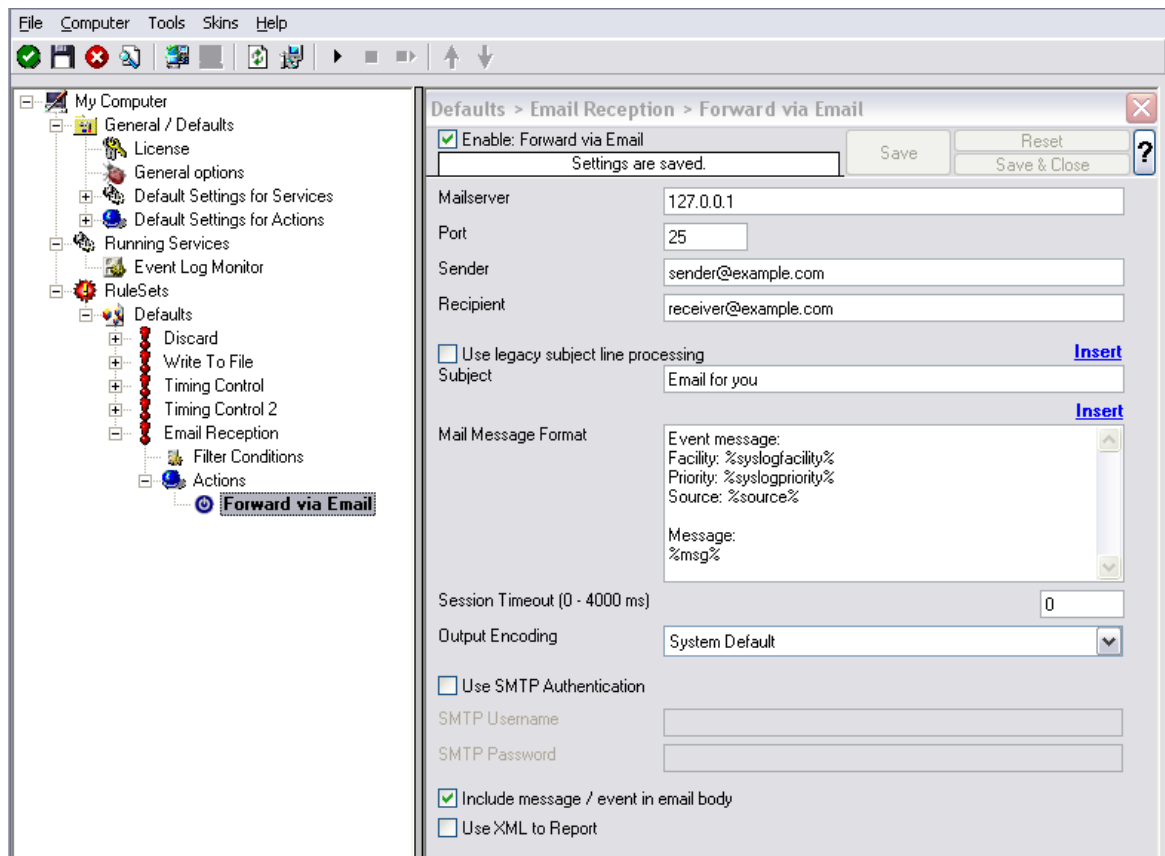 File Computer Tools Skins Help
My Computer
General / Defaults
License
General options
Default Settings for Services
Default Settings for Actions
Running Services
Event Log Monitor
RuleSets
Defaults
Discard
Write To File
Timing Control
Timing Control 2
Email Reception
Filter Conditions
Actions
Forward via Email
Defaults > Email Reception > Forward via Email
Enable: Forward via Email
Settings are saved.
Save
Reset
Save & Close
?
Mailserver 127.0.0.1
Port 25
Sender sender@example.com
Recipient receiver@example.com
Use legacy subject line processing Insert
Subject Email for you
Insert
Mail Message Format
Event message:
Facility: %syslogfacility%
Priority: %syslogpriority%
Source: %source%
Message:
%msg%
Session Timeout (0 - 4000 ms) 0
Output Encoding System Default
Use SMTP Authentication
SMTP Username
SMTP Password
Include message / event in email body
Use XML to Report